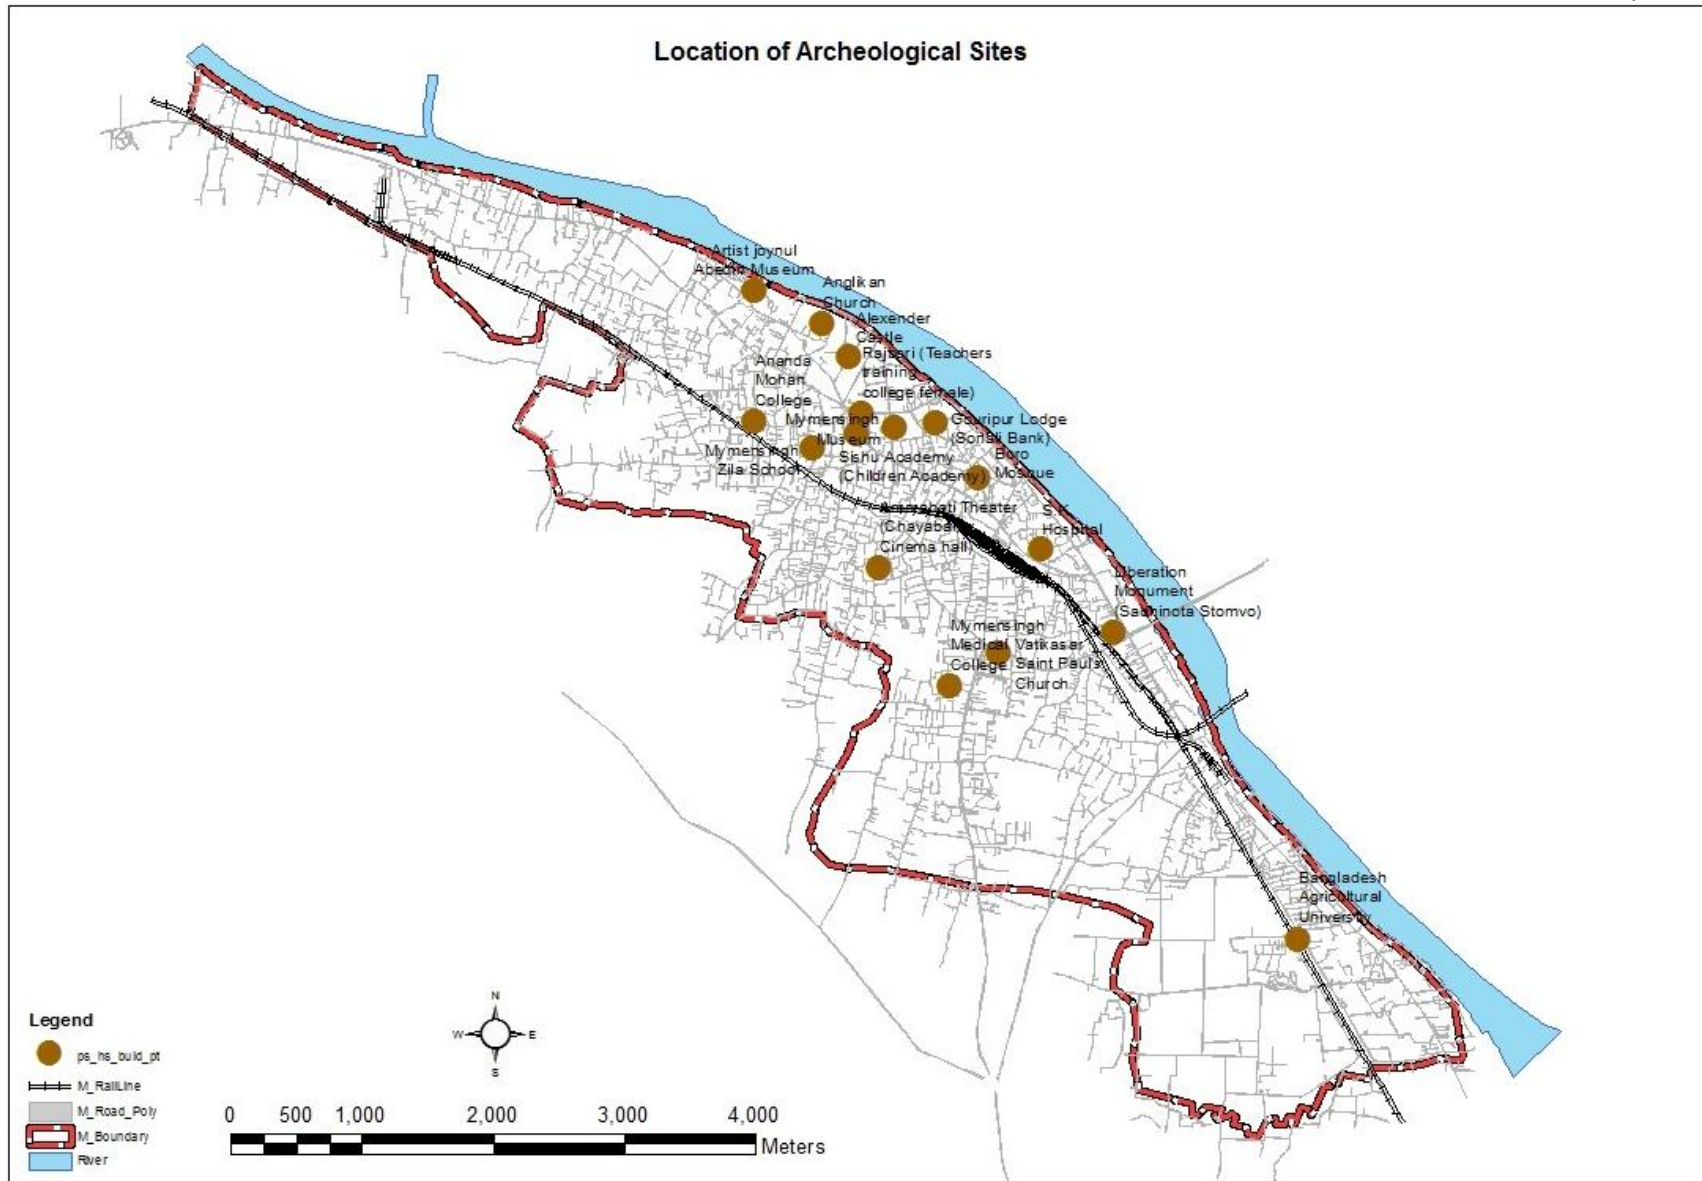 Location of Archeological Sites
Artist joynul
Abedin Museum
Anglikan
Church
Alexender
Castle
Rajbari (Teachers
training
college female)
Ananda
Mohan
College
Mymensingh
Museum
Gouripur Lodge
(Sonali Bank)
Mymensingh
Zila School
Sishu Academy
(Children Academy)
Boro
Mosque
Theater
Cinema hall)
S.K
Hospital
Liberation
Monument
(Sadhinota Stomvo)
Mymensingh
Medical
College
Vatikasar
Saint Pauls
Church
Bangladesh
Agricultural
University
N
W E
S
Legend
ps_hs_buld_pt
M_RailLine
M_Road_Poly
M_Boundary
River
0 500 1,000 2,000 3,000 4,000
Meters